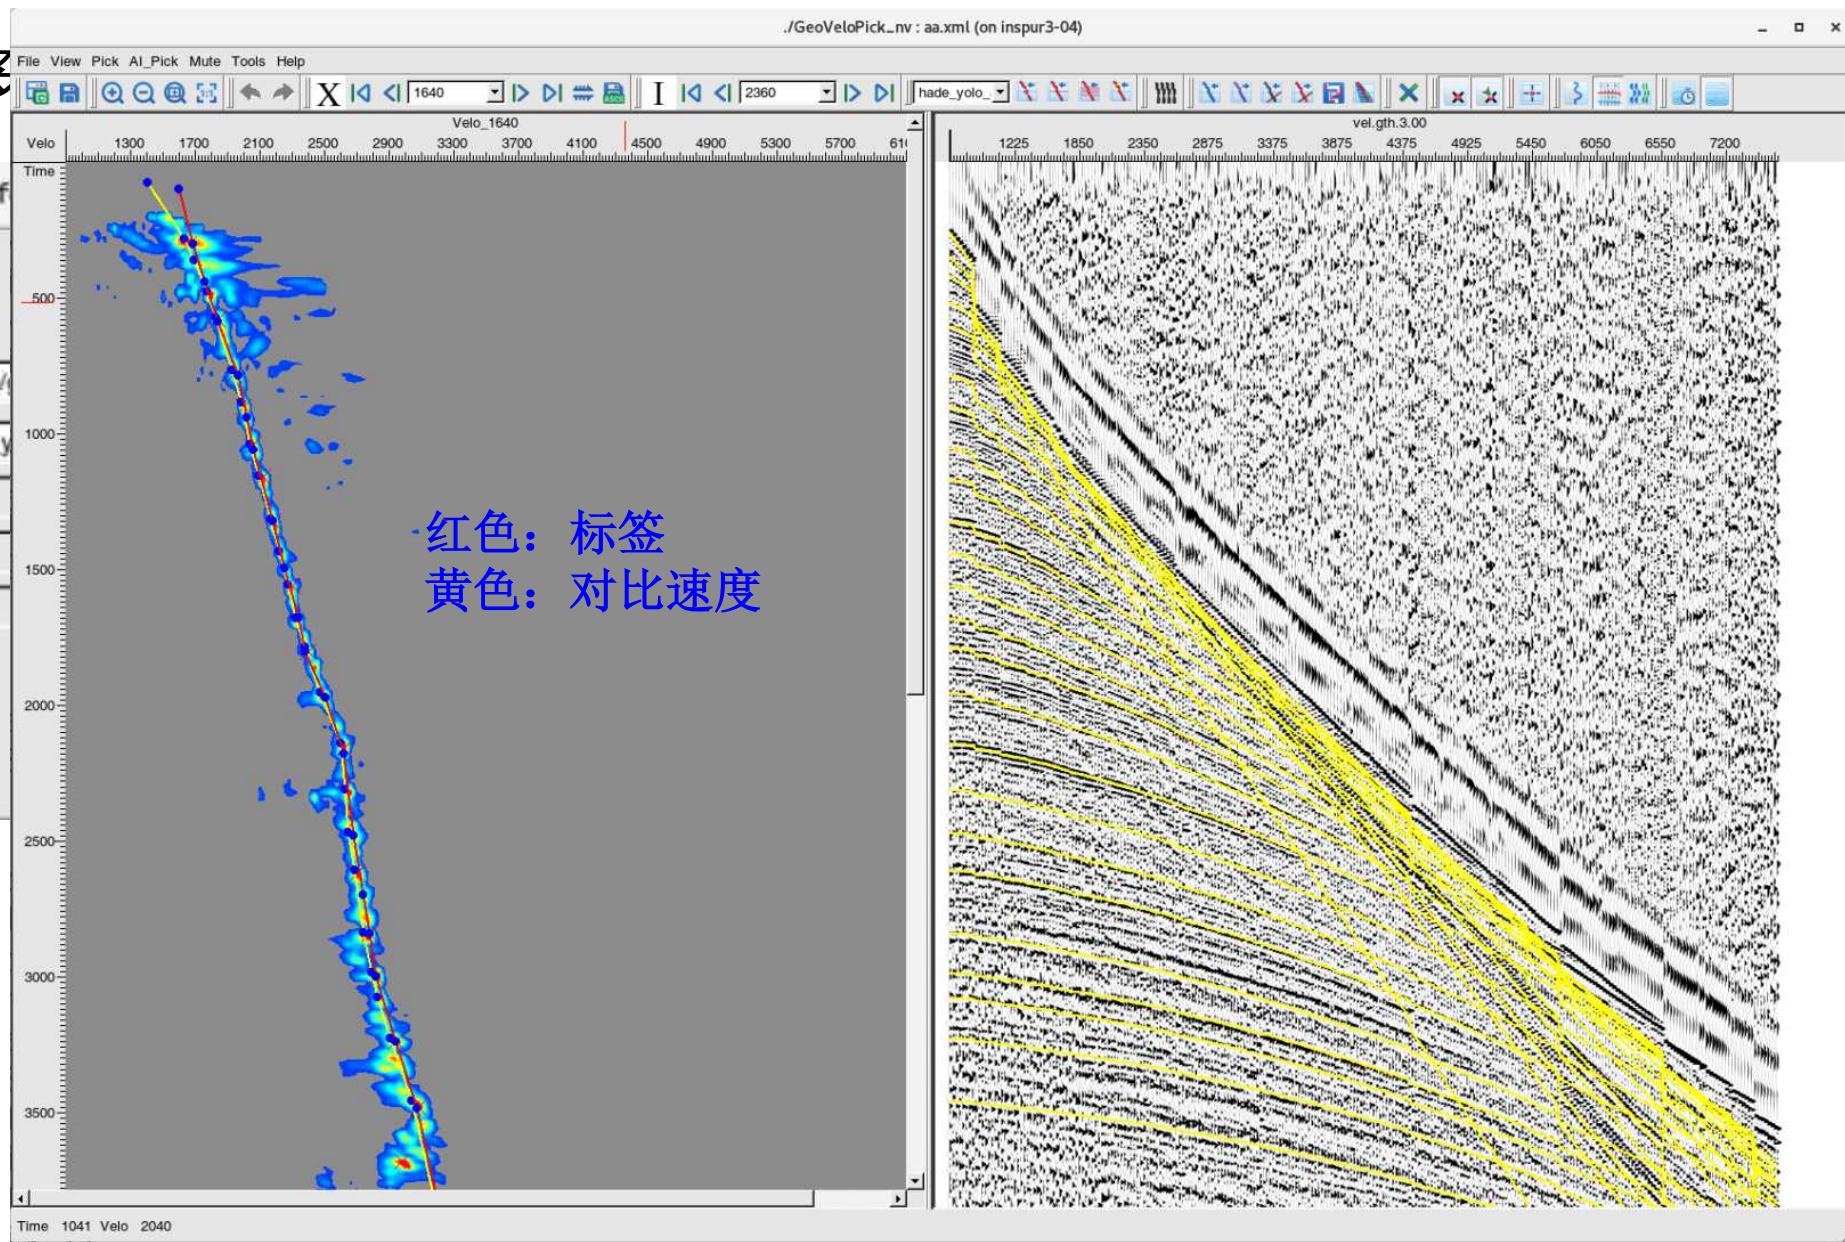 ./GeoVeloPick_nv : aa.xml (on inspur3-04)
File View Pick AI_Pick Mute Tools Help
X 1640 I 2360 hade_yolo_
Velo_1640
Velo 1300 1700 2100 2500 2900 3300 3700 4100 4500 4900 5300 5700 610
Time
500
1000
1500
2000
2500
3000
3500
红色：标签
黄色：对比速度
vel.gth.3.00
1225 1850 2350 2875 3375 3875 4375 4925 5450 6050 6550 7200
Time 1041 Velo 2040